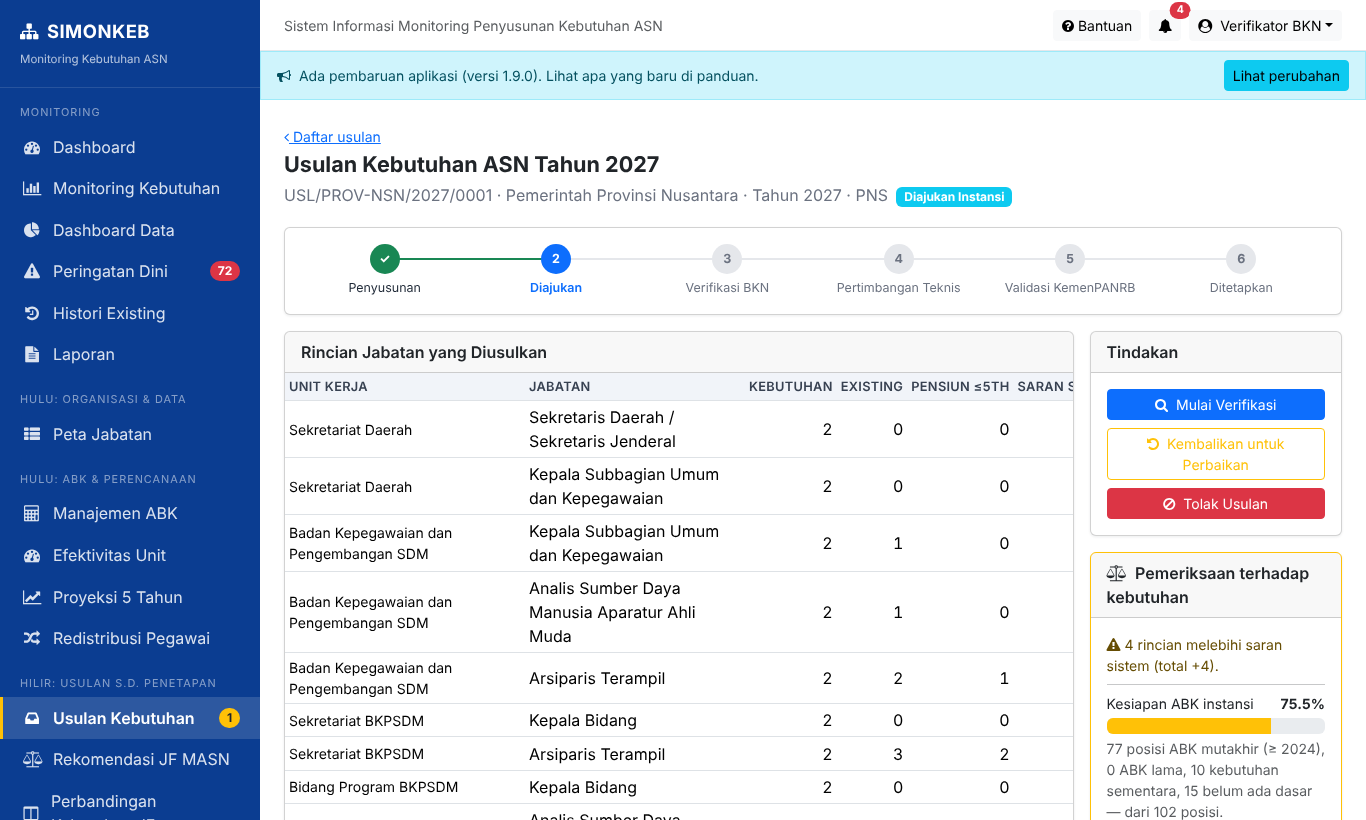 SIMONKEB
Monitoring Kebutuhan ASN
MONITORING
Dashboard
Monitoring Kebutuhan
Dashboard Data
Peringatan Dini 72
Histori Existing
Laporan
HULU: ORGANISASI & DATA
Peta Jabatan
HULU: ABK & PERENCANAAN
Manajemen ABK
Efektivitas Unit
Proyeksi 5 Tahun
Redistribusi Pegawai
HILIR: USULAN S.D. PENETAPAN
Usulan Kebutuhan 1
Rekomendasi JF MASN
Perbandingan
Sistem Informasi Monitoring Penyusunan Kebutuhan ASN
Bantuan 4 Verifikator BKN
Ada pembaruan aplikasi (versi 1.9.0). Lihat apa yang baru di panduan.
Lihat perubahan
Daftar usulan
Usulan Kebutuhan ASN Tahun 2027
USL/PROV-NSN/2027/0001 · Pemerintah Provinsi Nusantara · Tahun 2027 · PNS Diajukan Instansi
2 3 4 5 6
Penyusunan Diajukan Verifikasi BKN Pertimbangan Teknis Validasi KemenPANRB Ditetapkan
Rincian Jabatan yang Diusulkan
UNIT KERJA JABATAN KEBUTUHAN EXISTING PENSIUN ≤5TH SARAN S
Sekretariat Daerah Sekretaris Daerah / 2 0 0
Sekretaris Jenderal
Sekretariat Daerah Kepala Subbagian Umum 2 0 0
dan Kepegawaian
Badan Kepegawaian dan Kepala Subbagian Umum 2 1 0
Pengembangan SDM dan Kepegawaian
Badan Kepegawaian dan Analis Sumber Daya 2 1 0
Pengembangan SDM Manusia Aparatur Ahli
Muda
Badan Kepegawaian dan Arsiparis Terampil 2 2 1
Pengembangan SDM
Sekretariat BKPSDM Kepala Bidang 2 0 0
Sekretariat BKPSDM Arsiparis Terampil 2 3 2
Bidang Program BKPSDM Kepala Bidang 2 0 0
Analis Sumber Daya
Tindakan
Mulai Verifikasi
Kembalikan untuk
Perbaikan
Tolak Usulan
Pemeriksaan terhadap
kebutuhan
4 rincian melebihi saran
sistem (total +4).
Kesiapan ABK instansi 75.5%
77 posisi ABK mutakhir (≥ 2024),
0 ABK lama, 10 kebutuhan
sementara, 15 belum ada dasar
— dari 102 posisi.